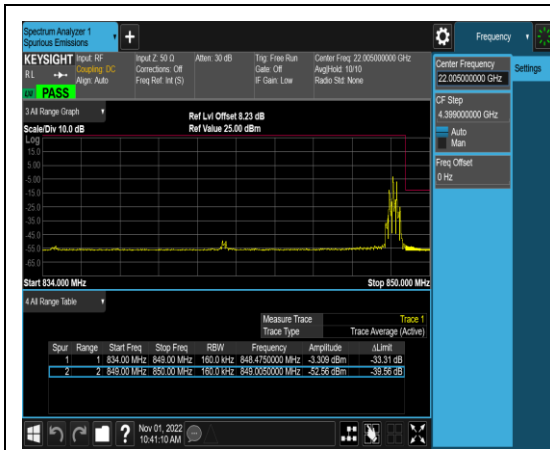 Spectrum Analyzer 1
Spurious Emissions
Frequency
KEYSIGHT
RL
Input: RF
Coupling: DC
Align: Auto
Input Z: 50 Ω
Corrections: Off
Freq Ref: Int (S)
Atten: 30 dB
Trig: Free Run
Gate: Off
IF Gain: Low
Center Freq: 22.005000000 GHz
Avg|Hold: 10/10
Radio Std: None
PASS
Center Frequency
22.005000000 GHz
Settings
CF Step
4.399000000 GHz
Auto
Man
Freq Offset
0 Hz
3 All Range Graph
Scale/Div 10.0 dB
Ref Lvl Offset 8.23 dB
Ref Value 25.00 dBm
Log
15.0
5.00
-5.00
-15.0
-25.0
-35.0
-45.0
-55.0
-65.0
Start 834.000 MHz
Stop 850.000 MHz
4 All Range Table
Measure Trace Trace 1
Trace Type Trace Average (Active)
Spur Range Start Freq Stop Freq RBW Frequency Amplitude ΔLimit
1 1 834.00 MHz 849.00 MHz 160.0 kHz 848.4750000 MHz -3.309 dBm -33.31 dB
2 2 849.00 MHz 850.00 MHz 160.0 kHz 849.0050000 MHz -52.56 dBm -39.56 dB
?
Nov 01, 2022
10:41:10 AM